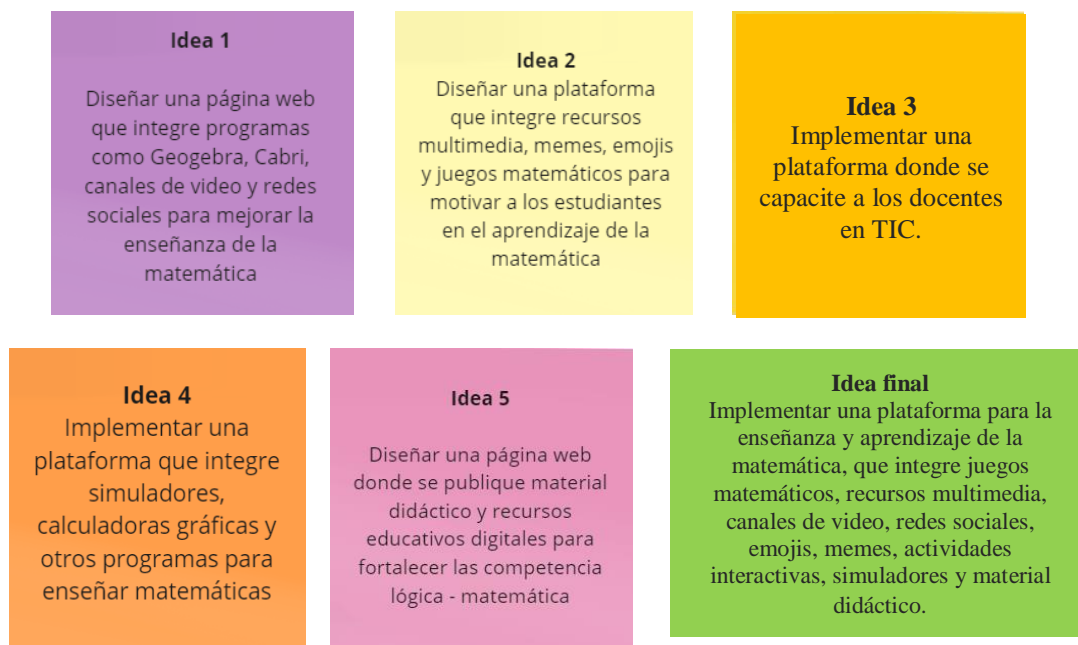 Idea 1
Diseñar una página web
que integre programas
como Geogebra, Cabri,
canales de video y redes
sociales para mejorar la
enseñanza de la
matemática
Idea 2
Diseñar una plataforma
que integre recursos
multimedia, memes, emojis
y juegos matemáticos para
motivar a los estudiantes
en el aprendizaje de la
matemática
Idea 3
Implementar una
plataforma donde se
capacite a los docentes
en TIC.
Idea 4
Implementar una
plataforma que integre
simuladores,
calculadoras gráficas y
otros programas para
enseñar matemáticas
Idea 5
Diseñar una página web
donde se publique material
didáctico y recursos
educativos digitales para
fortalecer las competencia
lógica - matemática
Idea final
Implementar una plataforma para la
enseñanza y aprendizaje de la
matemática, que integre juegos
matemáticos, recursos multimedia,
canales de video, redes sociales,
emojis, memes, actividades
interactivas, simuladores y material
didáctico.